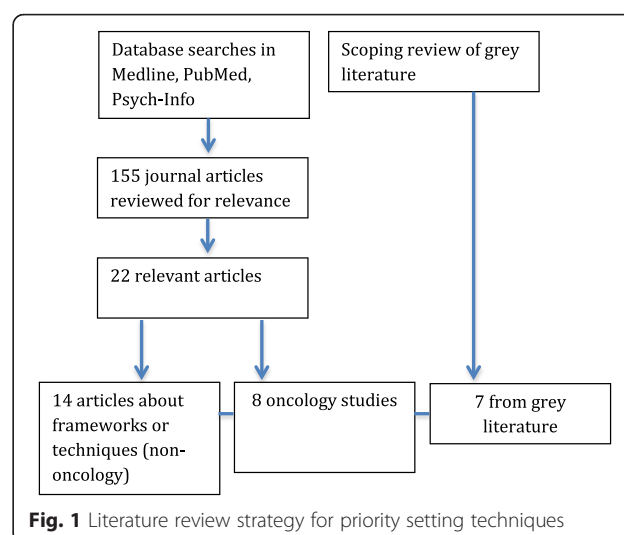 Database searches in
Medline, PubMed,
Psych-Info
Scoping review of grey
literature
155 journal articles
reviewed for relevance
22 relevant articles
14 articles about
frameworks or
techniques (non-
oncology)
8 oncology studies
7 from grey
literature
Fig. 1 Literature review strategy for priority setting techniques